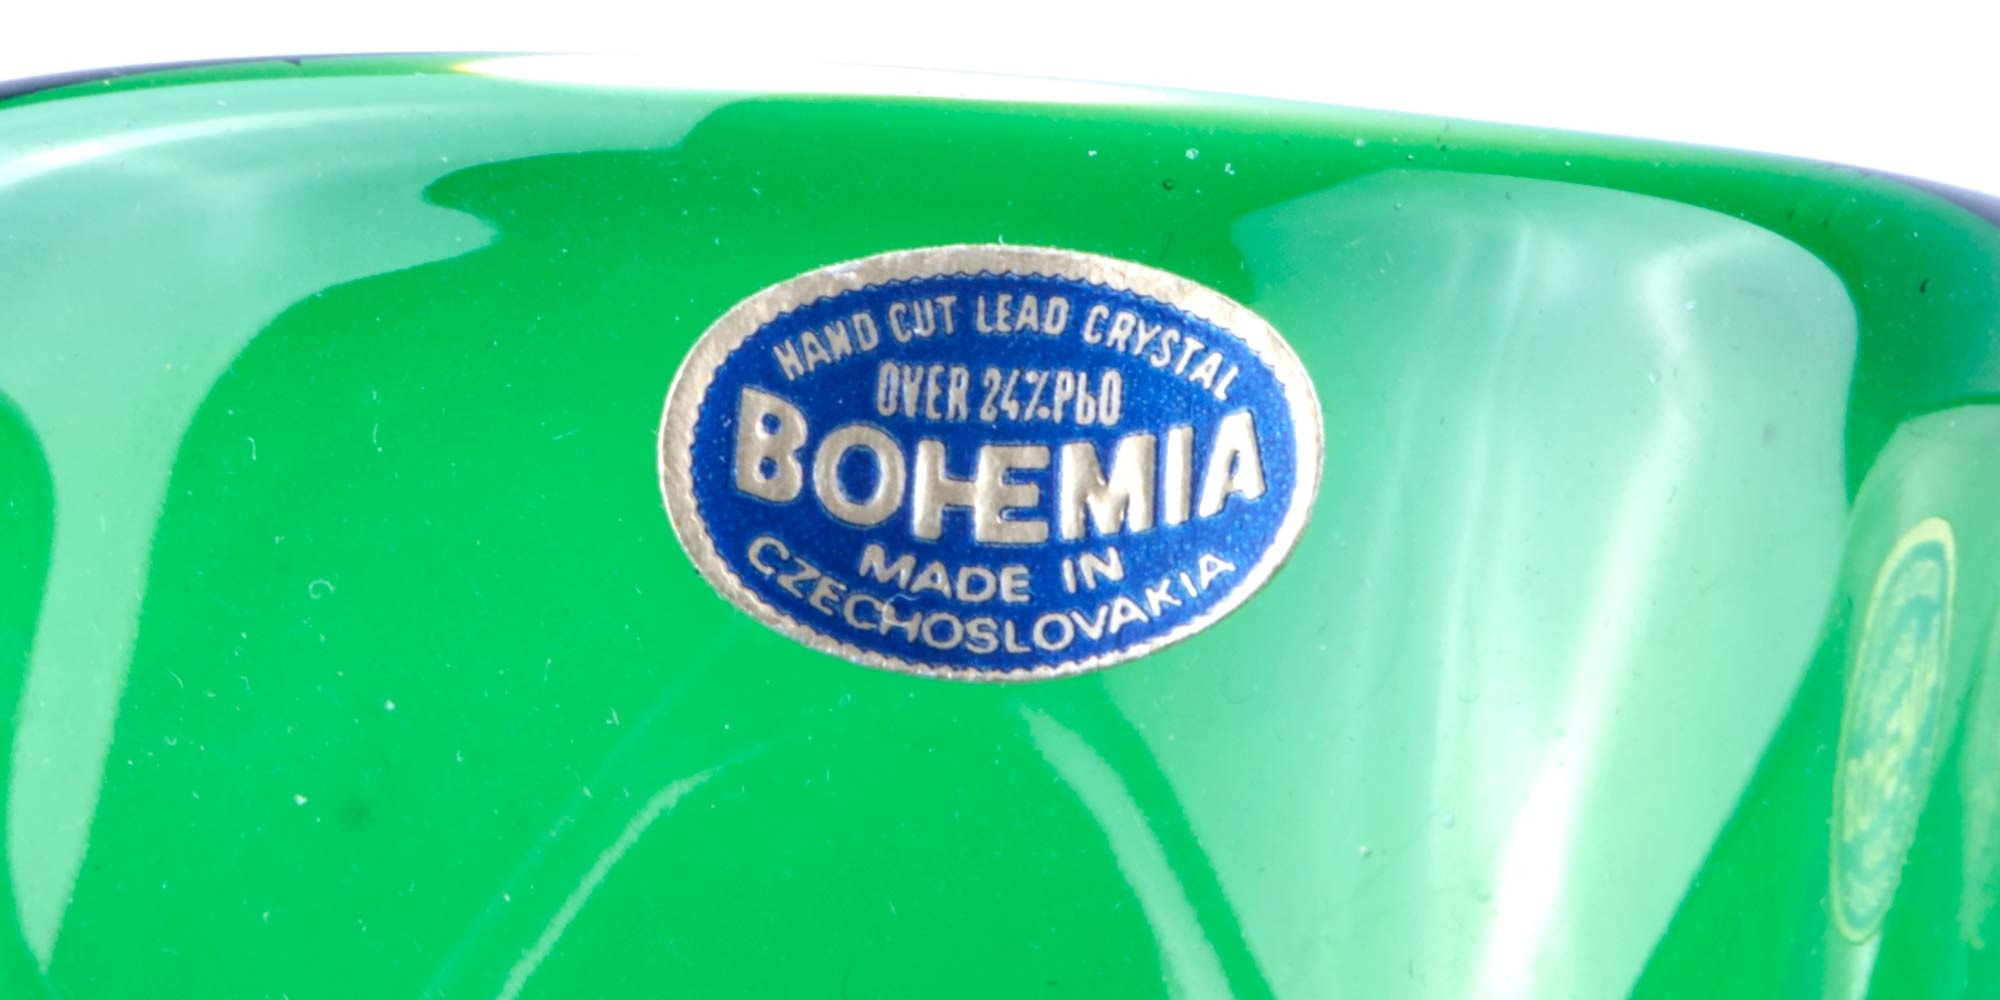 HAND CUT LEAD CRYSTAL
OVER 24% PbO
BOHEMIA
MADE IN
CZECHOSLOVAKIA